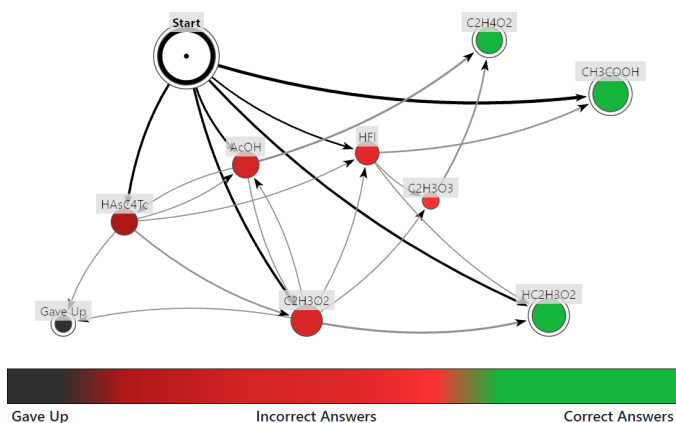 Start
C2H4O2
CH3COOH
AcOH
HFl
C2H3O3
HAsC4Tc
C2H3O2
HC2H3O2
Gave Up
Gave Up
Incorrect Answers
Correct Answers